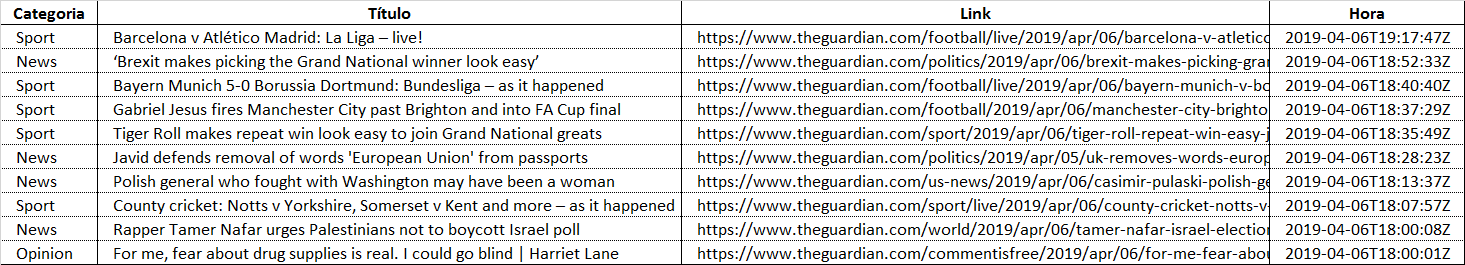 Categoria Título Link Hora
Sport Barcelona v Atlético Madrid: La Liga – live! https://www.theguardian.com/football/live/2019/apr/06/barcelona-v-atletico 2019-04-06T19:17:47Z
News ‘Brexit makes picking the Grand National winner look easy’ https://www.theguardian.com/politics/2019/apr/06/brexit-makes-picking-gra 2019-04-06T18:52:33Z
Sport Bayern Munich 5-0 Borussia Dortmund: Bundesliga – as it happened https://www.theguardian.com/football/live/2019/apr/06/bayern-munich-v-bo 2019-04-06T18:40:40Z
Sport Gabriel Jesus fires Manchester City past Brighton and into FA Cup final https://www.theguardian.com/football/2019/apr/06/manchester-city-brighto 2019-04-06T18:37:29Z
Sport Tiger Roll makes repeat win look easy to join Grand National greats https://www.theguardian.com/sport/2019/apr/06/tiger-roll-repeat-win-easy-j 2019-04-06T18:35:49Z
News Javid defends removal of words 'European Union' from passports https://www.theguardian.com/politics/2019/apr/05/uk-removes-words-europ 2019-04-06T18:28:23Z
News Polish general who fought with Washington may have been a woman https://www.theguardian.com/us-news/2019/apr/06/casimir-pulaski-polish-ge 2019-04-06T18:13:37Z
Sport County cricket: Notts v Yorkshire, Somerset v Kent and more – as it happened https://www.theguardian.com/sport/live/2019/apr/06/county-cricket-notts-v- 2019-04-06T18:07:57Z
News Rapper Tamer Nafar urges Palestinians not to boycott Israel poll https://www.theguardian.com/world/2019/apr/06/tamer-nafar-israel-election 2019-04-06T18:00:08Z
Opinion For me, fear about drug supplies is real. I could go blind | Harriet Lane https://www.theguardian.com/commentisfree/2019/apr/06/for-me-fear-abou 2019-04-06T18:00:01Z